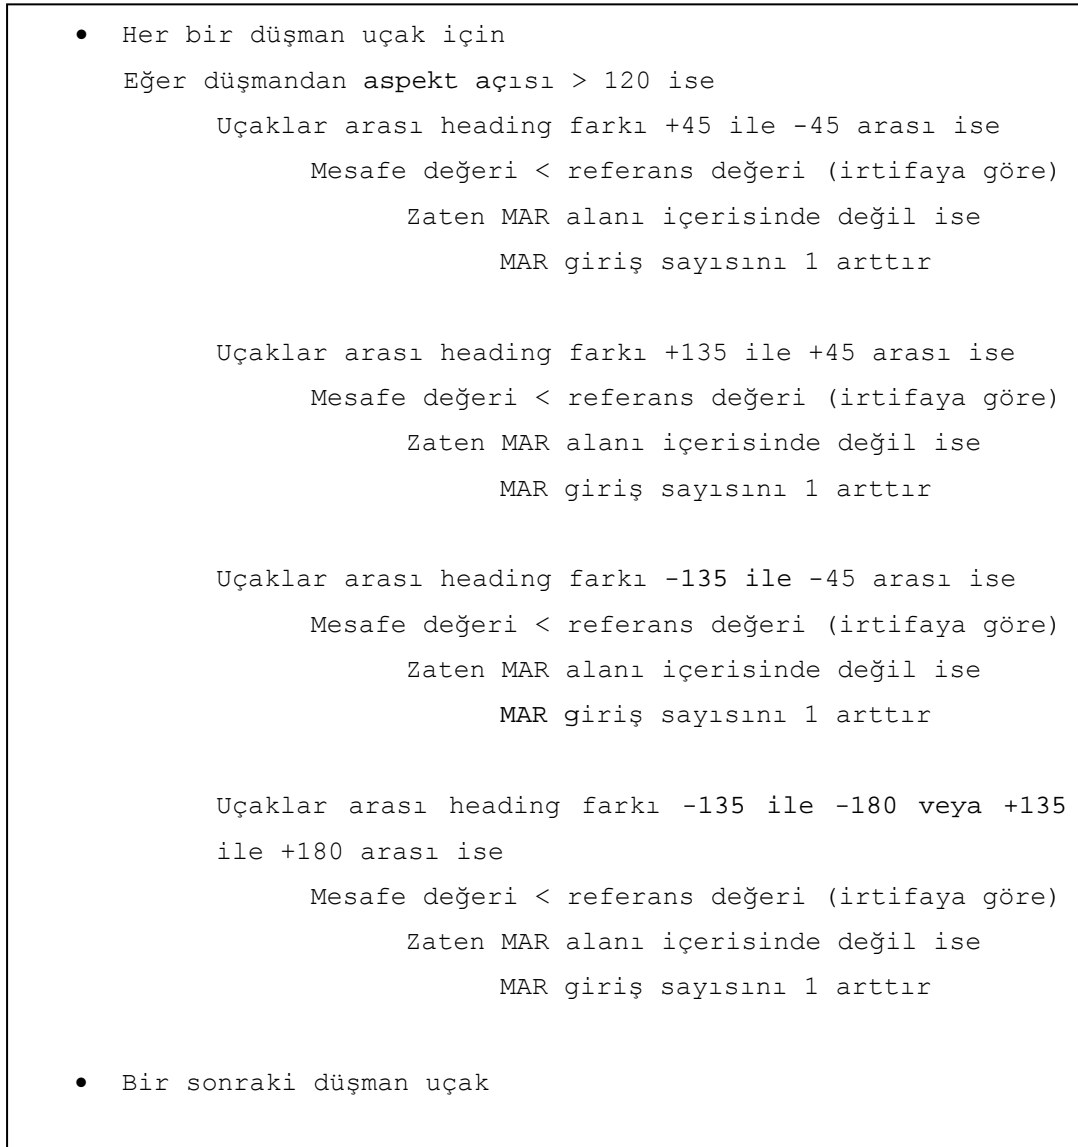 • Her bir düşman uçak için
Eğer düşmandan aspekt açısı > 120 ise
Uçaklar arası heading farkı +45 ile -45 arası ise
Mesafe değeri < referans değeri (irtifaya göre)
Zaten MAR alanı içerisinde değil ise
MAR giriş sayısını 1 arttır
Uçaklar arası heading farkı +135 ile +45 arası ise
Mesafe değeri < referans değeri (irtifaya göre)
Zaten MAR alanı içerisinde değil ise
MAR giriş sayısını 1 arttır
Uçaklar arası heading farkı -135 ile -45 arası ise
Mesafe değeri < referans değeri (irtifaya göre)
Zaten MAR alanı içerisinde değil ise
MAR giriş sayısını 1 arttır
Uçaklar arası heading farkı -135 ile -180 veya +135
ile +180 arası ise
Mesafe değeri < referans değeri (irtifaya göre)
Zaten MAR alanı içerisinde değil ise
MAR giriş sayısını 1 arttır
• Bir sonraki düşman uçak